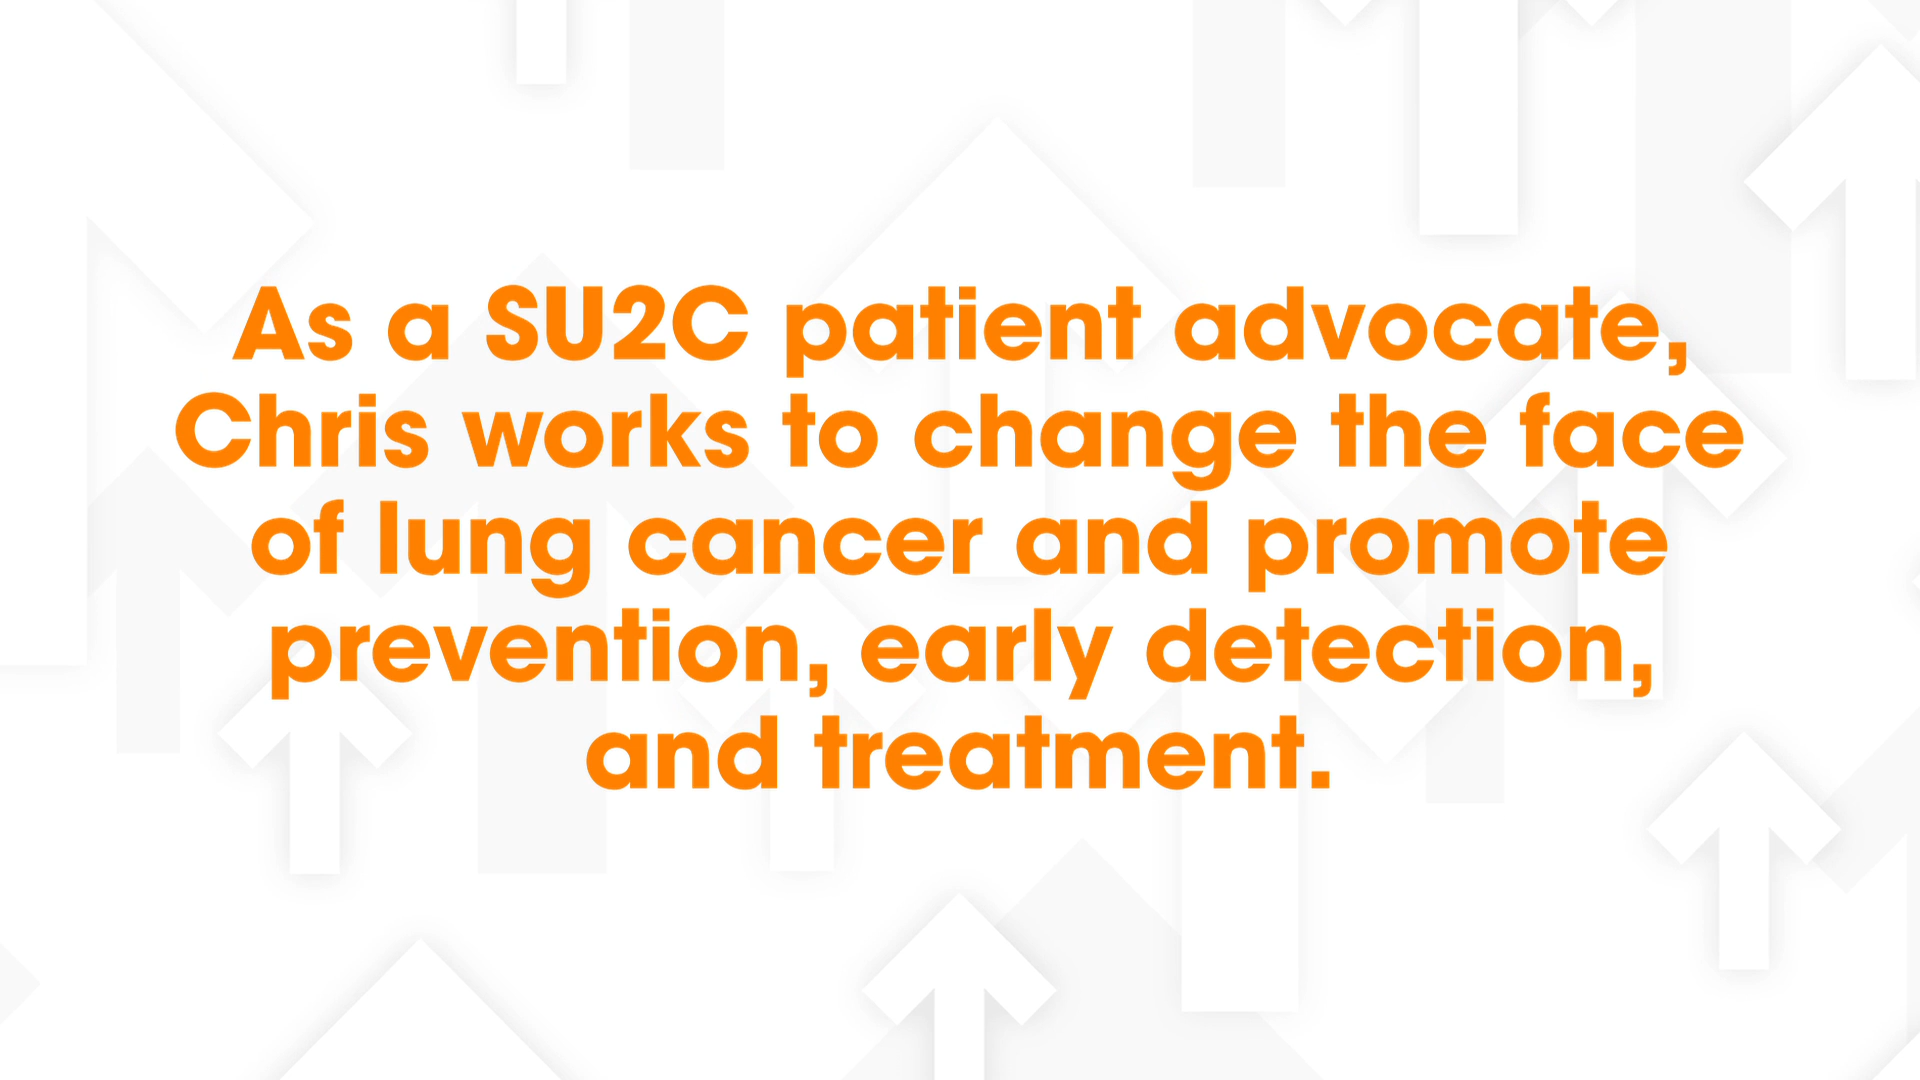 As a SU2C patient advocate,
Chris works to change the face
of lung cancer and promote
prevention, early detection,
and treatment.